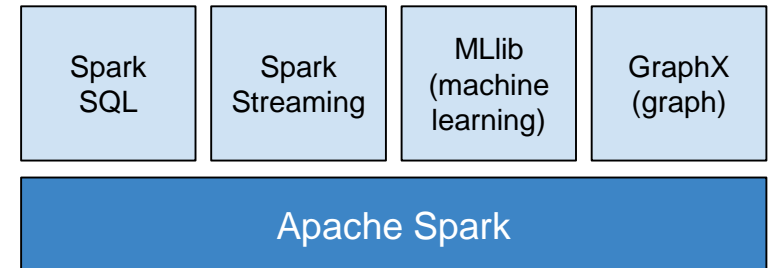 Spark
SQL
Spark
Streaming
MLlib
(machine
learning)
GraphX
(graph)
Apache Spark